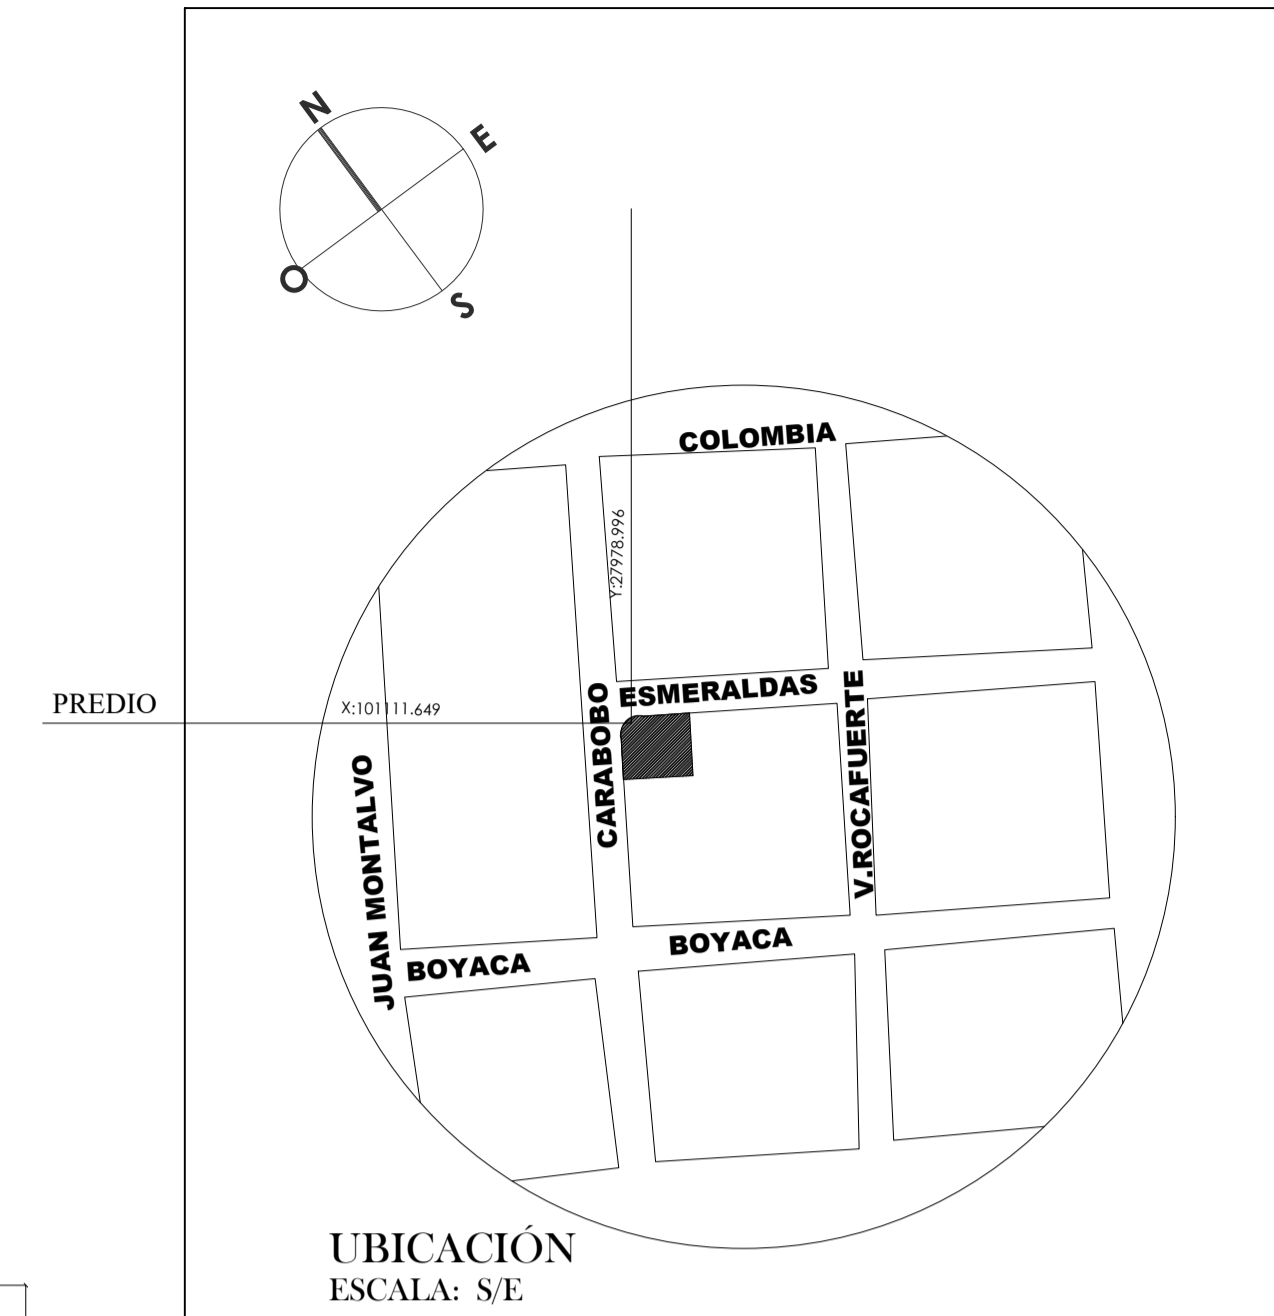 N
E
O
S
COLOMBIA
Y:27978.996
ESMERALDAS
PREDIO
X:101111.649
CARABOBO
V.ROCAFUERTE
JUAN MONTALVO
BOYACA
BOYACA
UBICACIÓN
ESCALA: S/E